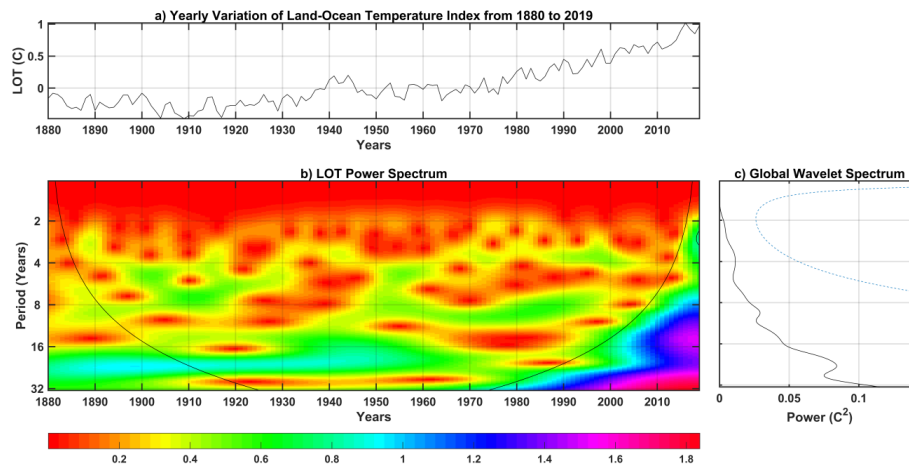 a) Yearly Variation of Land-Ocean Temperature Index from 1880 to 2019
LOT (C)
1
0.5
0
1880 1890 1900 1910 1920 1930 1940 1950 1960 1970 1980 1990 2000 2010
Years
b) LOT Power Spectrum
Period (Years)
2
4
8
16
32
1880 1890 1900 1910 1920 1930 1940 1950 1960 1970 1980 1990 2000 2010
Years
0.2 0.4 0.6 0.8 1 1.2 1.4 1.6 1.8
c) Global Wavelet Spectrum
0 0.05 0.1
Power (C²)